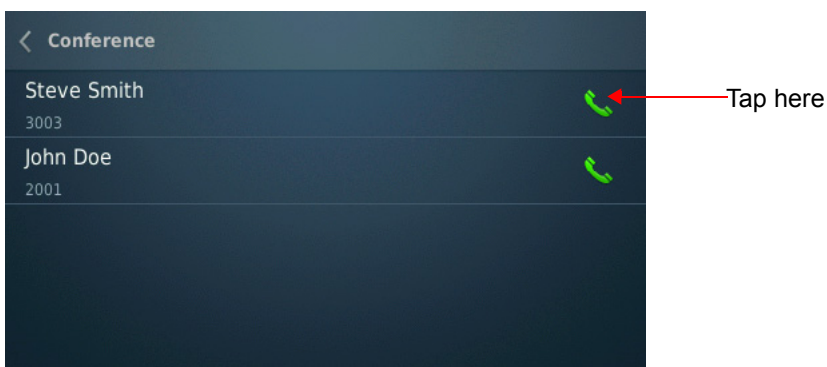 Conference
Steve Smith
3003
Tap here
John Doe
2001